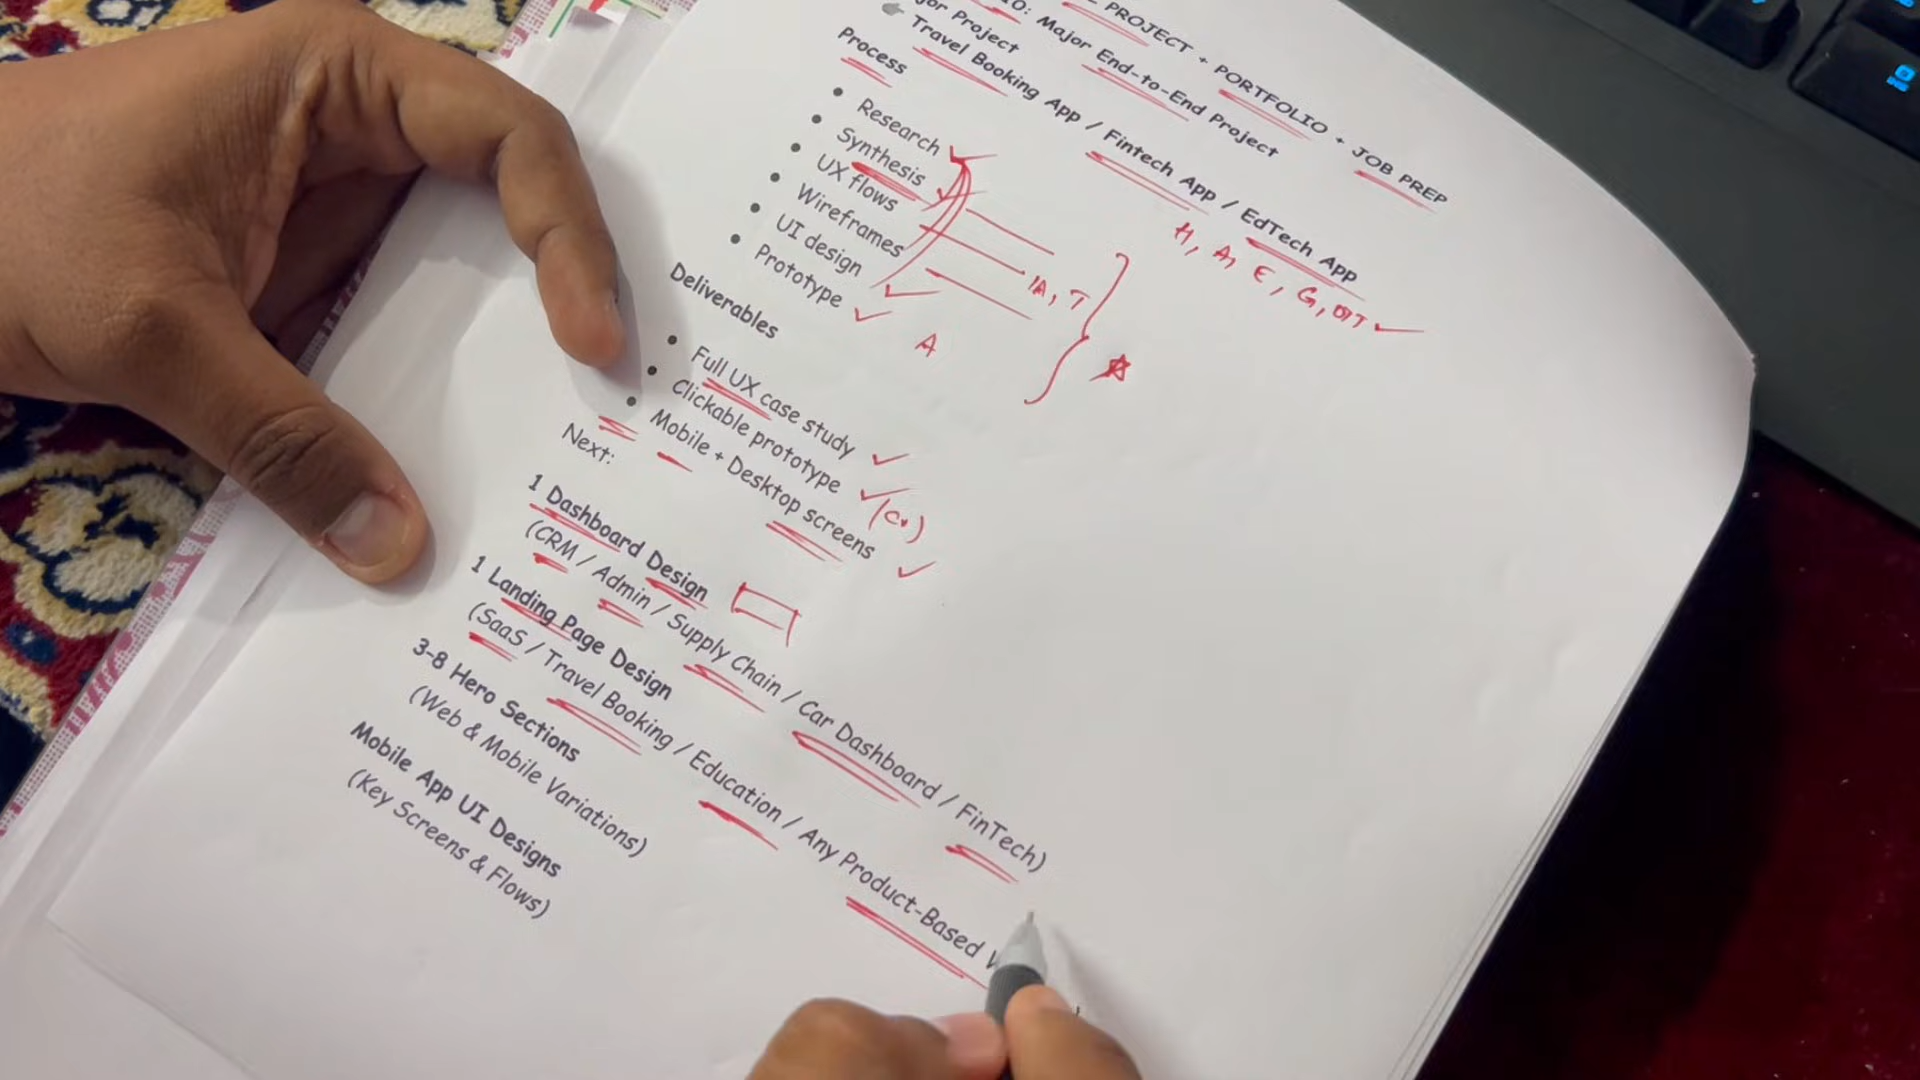 PROJECT + PORTFOLIO + JOB PREP
10: Major End-to-End Project
Project
Travel Booking App / Fintech App / EdTech App
H, A, E, G,
Process
• Research
• Synthesis
• UX flows
• Wireframes
• UI design
• Prototype
IA, T
A
Deliverables
• Full UX case study
• Clickable prototype
• Mobile + Desktop screens
Next:
1 Dashboard Design
(CRM / Admin / Supply Chain / Car Dashboard / FinTech)
1 Landing Page Design
(SaaS / Travel Booking / Education / Any Product-Based
3-8 Hero Sections
(Web & Mobile Variations)
Mobile App UI Designs
(Key Screens & Flows)